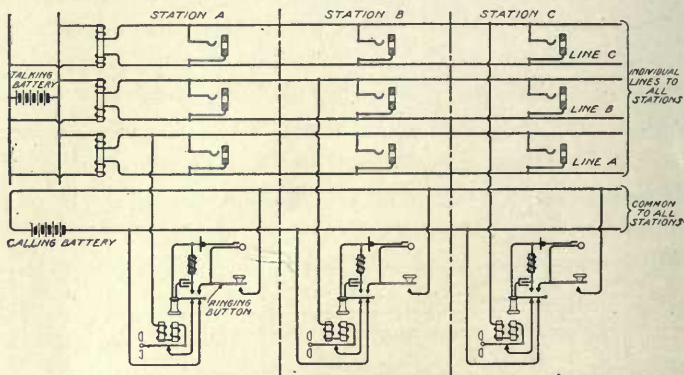 STATION A
STATION B
STATION C
LINE C
TALKING
BATTERY
INDIVIDUAL
LINES TO
ALL
STATIONS
LINE B
LINE A
COMMON
TO ALL
STATIONS
CALLING BATTERY
RINGING
BUTTON